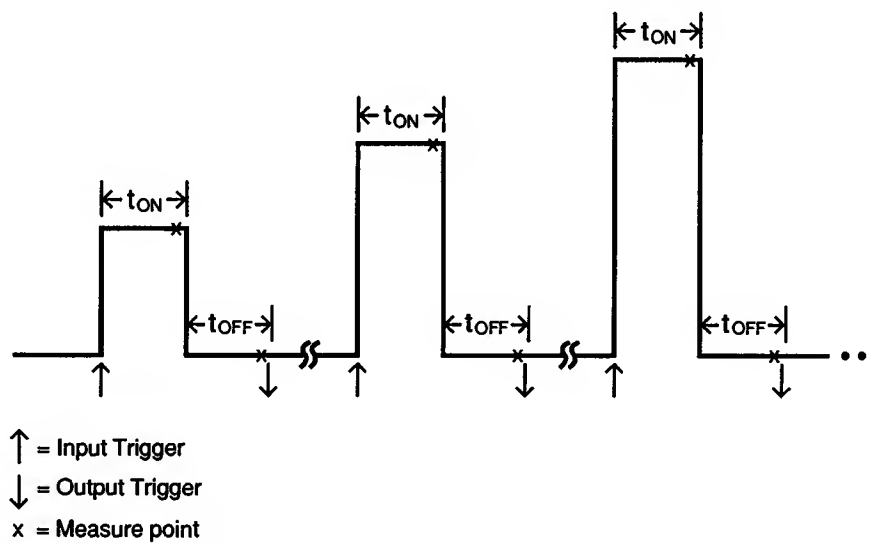 tON
tON
tON
tOFF
tOFF
tOFF
↑ = Input Trigger
↓ = Output Trigger
x = Measure point